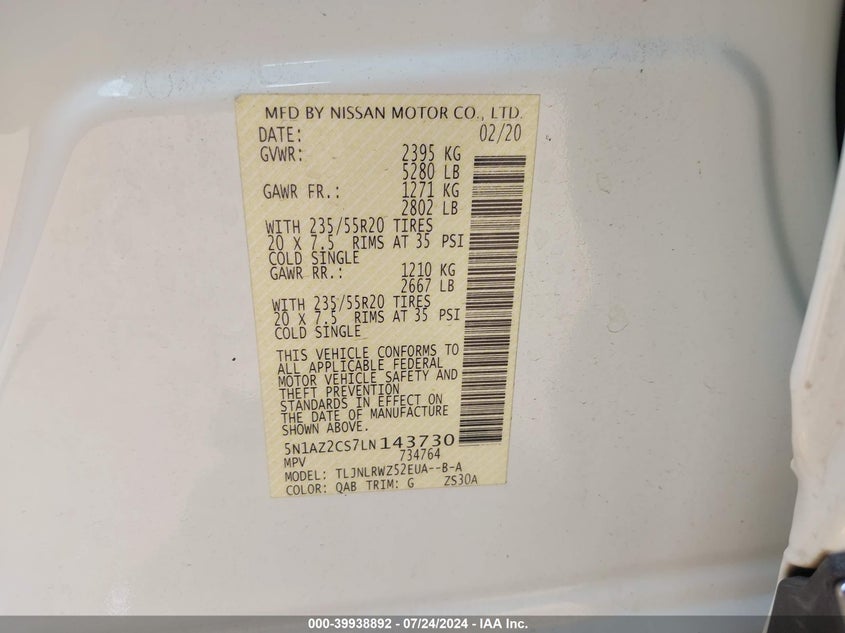 MFD BY NISSAN MOTOR CO., LTD.
DATE: 02/20
GVWR: 2395 KG
5280 LB
GAWR FR.: 1271 KG
2802 LB
WITH 235/55R20 TIRES
20 X 7.5 RIMS AT 35 PSI
COLD SINGLE
GAWR RR.: 1210 KG
2667 LB
WITH 235/55R20 TIRES
20 X 7.5 RIMS AT 35 PSI
COLD SINGLE
THIS VEHICLE CONFORMS TO
ALL APPLICABLE FEDERAL
MOTOR VEHICLE SAFETY AND
THEFT PREVENTION
STANDARDS IN EFFECT ON
THE DATE OF MANUFACTURE
SHOWN ABOVE.
5N1AZ2CS7LN143730
MPV 734764
MODEL: TLJNLRWZ52EUA--B-A
COLOR: QAB TRIM: G ZS30A
000-39938892 - 07/24/2024 - IAA Inc.